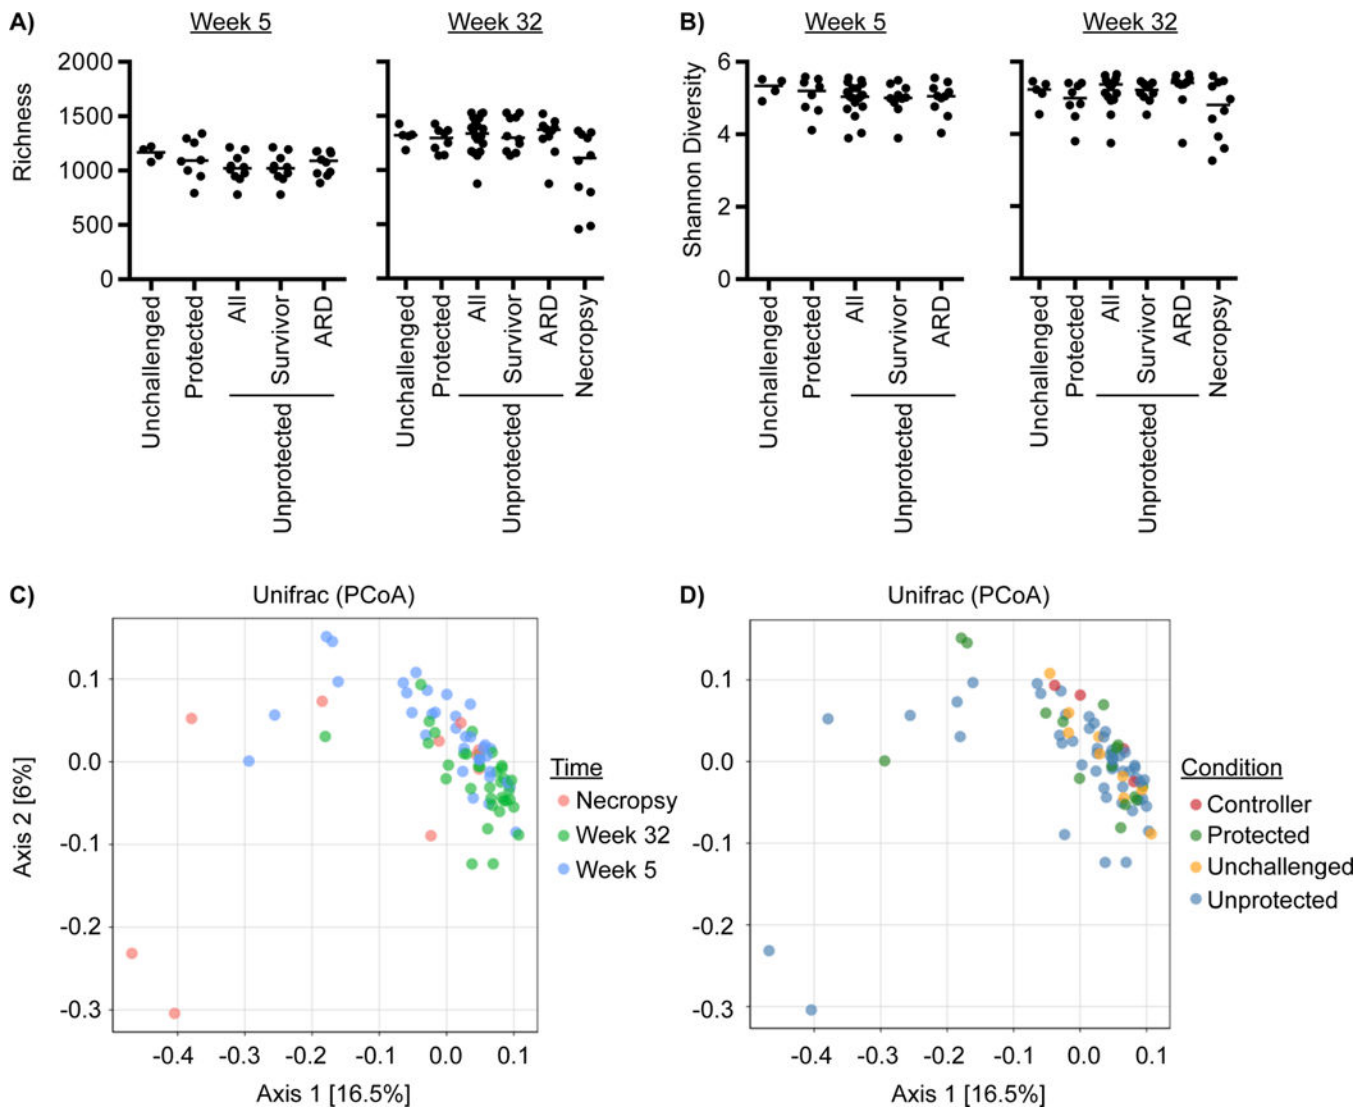 A)
Week 5
Week 32
Richness
2000
1500
1000
500
0
Unchallenged
Protected
All
Survivor
ARD
Unprotected
Unchallenged
Protected
All
Survivor
ARD
Necropsy
Unprotected
B)
Week 5
Week 32
Shannon Diversity
6
4
2
0
Unchallenged
Protected
All
Survivor
ARD
Unprotected
Unchallenged
Protected
All
Survivor
ARD
Necropsy
Unprotected
C)
Unifrac (PCoA)
Axis 2 [6%]
0.1
0.0
-0.1
-0.2
-0.3
-0.4
-0.3
-0.2
-0.1
0.0
0.1
Axis 1 [16.5%]
Time
Necropsy
Week 32
Week 5
D)
Unifrac (PCoA)
0.1
0.0
-0.1
-0.2
-0.3
-0.4
-0.3
-0.2
-0.1
0.0
0.1
Axis 1 [16.5%]
Condition
Controller
Protected
Unchallenged
Unprotected